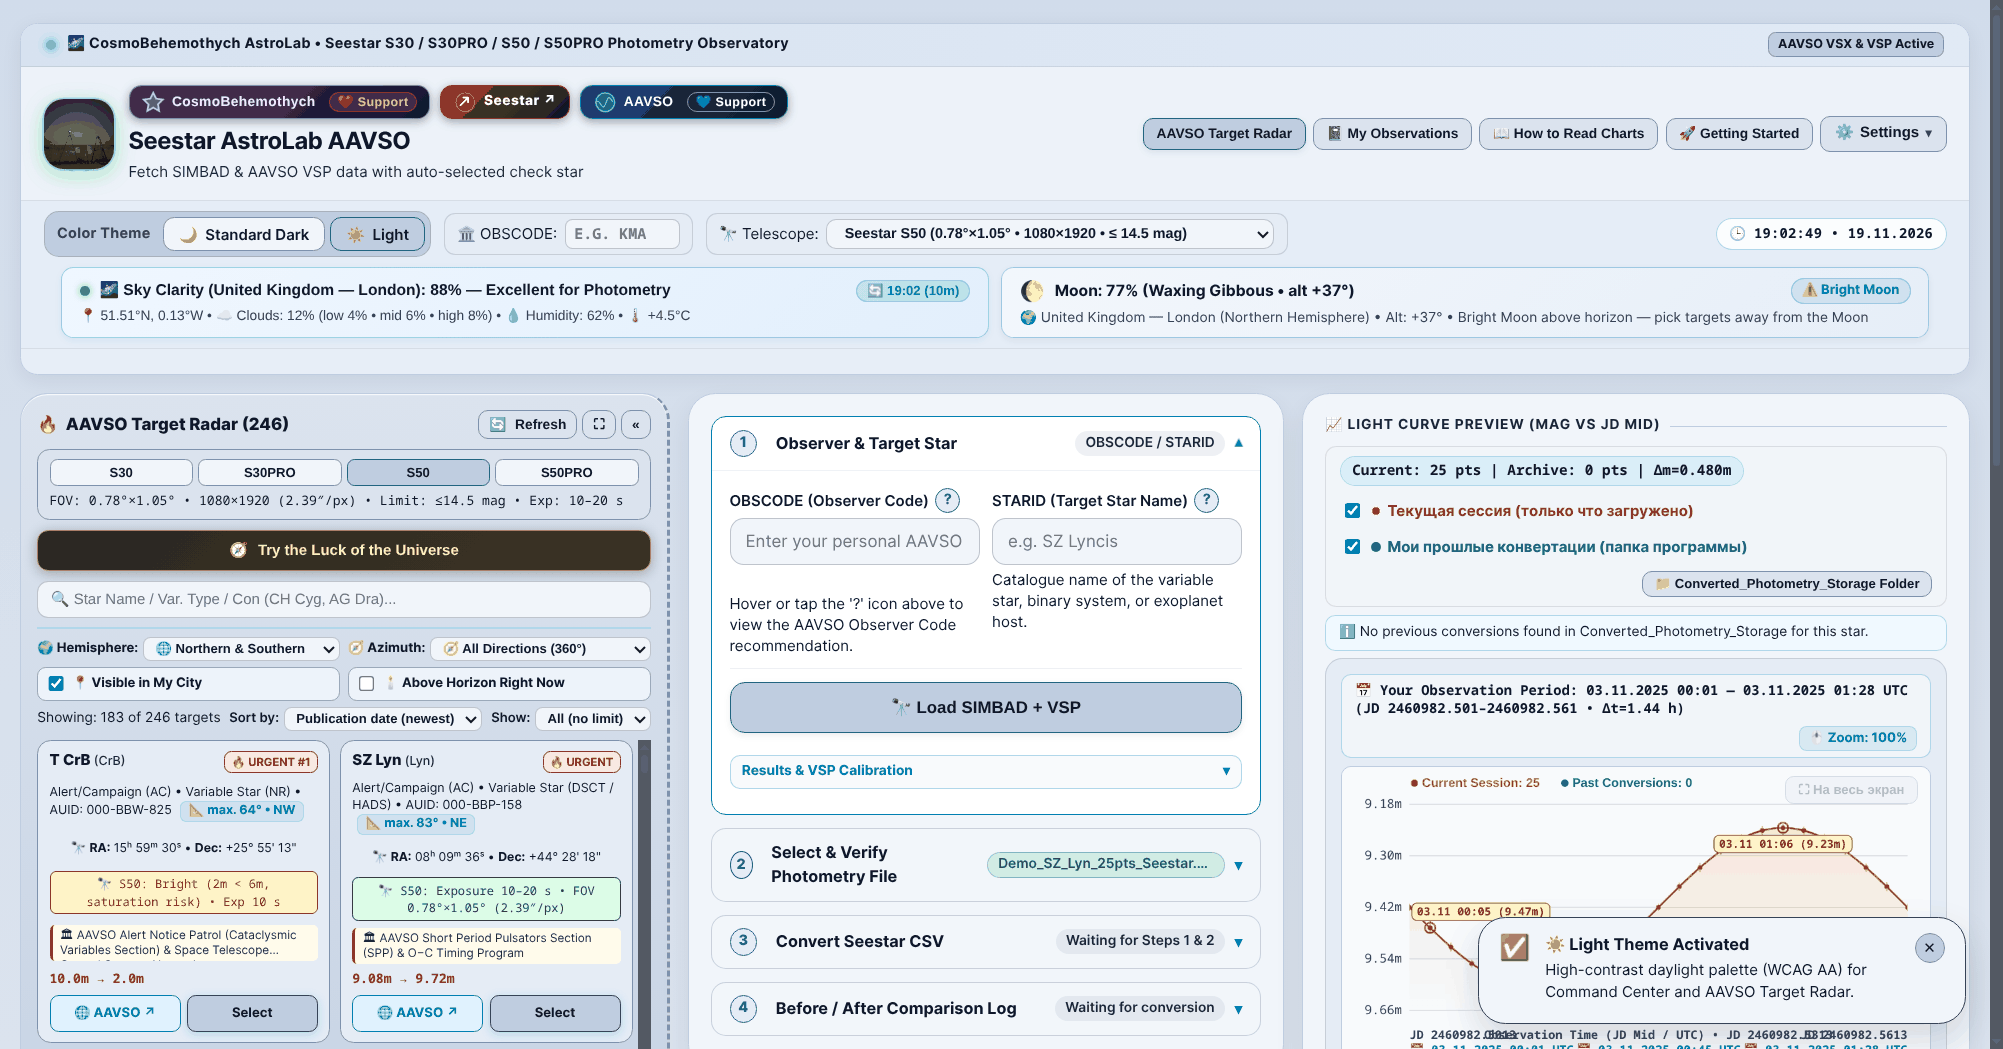 CosmoBehemothych AstroLab • Seestar S30 / S30PRO / S50 / S50PRO Photometry Observatory
AAVSO VSX & VSP Active
CosmoBehemothych Support
Seestar ↗
AAVSO Support
Seestar AstroLab AAVSO
Fetch SIMBAD & AAVSO VSP data with auto-selected check star
AAVSO Target Radar
My Observations
How to Read Charts
Getting Started
Settings ▾
Color Theme
Standard Dark
Light
OBSCODE: E.G. KMA
Telescope: Seestar S50 (0.78°×1.05° • 1080×1920 • ≤ 14.5 mag)
19:02:49 • 19.11.2026
Sky Clarity (United Kingdom — London): 88% — Excellent for Photometry
19:02 (10m)
51.51°N, 0.13°W • Clouds: 12% (low 4% • mid 6% • high 8%) • Humidity: 62% • +4.5°C
Moon: 77% (Waxing Gibbous • alt +37°)
Bright Moon
United Kingdom — London (Northern Hemisphere) • Alt: +37° • Bright Moon above horizon — pick targets away from the Moon
AAVSO Target Radar (246)
Refresh
«
S30
S30PRO
S50
S50PRO
FOV: 0.78°×1.05° • 1080×1920 (2.39″/px) • Limit: ≤14.5 mag • Exp: 10–20 s
Try the Luck of the Universe
Star Name / Var. Type / Con (CH Cyg, AG Dra)...
Hemisphere: Northern & Southern
Azimuth: All Directions (360°)
Visible in My City
Above Horizon Right Now
Showing: 183 of 246 targets
Sort by: Publication date (newest)
Show: All (no limit)
T CrB (CrB)
URGENT #1
Alert/Campaign (AC) • Variable Star (NR) •
AUID: 000-BBW-825 max. 64° • NW
RA: 15ʰ 59ᵐ 30ˢ • Dec: +25° 55' 13"
S50: Bright (2m < 6m,
saturation risk) • Exp 10 s
AAVSO Alert Notice Patrol (Cataclysmic
Variables Section) & Space Telescope...
10.0m → 2.0m
AAVSO ↗
Select
SZ Lyn (Lyn)
URGENT
Alert/Campaign (AC) • Variable Star (DSCT /
HADS) • AUID: 000-BBP-158
max. 83° • NE
RA: 08ʰ 09ᵐ 36ˢ • Dec: +44° 28' 18"
S50: Exposure 10–20 s • FOV
0.78°×1.05° (2.39″/px)
AAVSO Short Period Pulsators Section
(SPP) & O–C Timing Program
9.08m → 9.72m
AAVSO ↗
Select
1
Observer & Target Star
OBSCODE / STARID
OBSCODE (Observer Code) ?
Enter your personal AAVSO
Hover or tap the '?' icon above to
view the AAVSO Observer Code
recommendation.
STARID (Target Star Name) ?
e.g. SZ Lyncis
Catalogue name of the variable
star, binary system, or exoplanet
host.
Load SIMBAD + VSP
Results & VSP Calibration
2
Select & Verify
Photometry File
Demo_SZ_Lyn_25pts_Seestar....
3
Convert Seestar CSV
Waiting for Steps 1 & 2
4
Before / After Comparison Log
Waiting for conversion
LIGHT CURVE PREVIEW (MAG VS JD MID)
Current: 25 pts | Archive: 0 pts | Δm=0.480m
Текущая сессия (только что загружено)
Мои прошлые конвертации (папка программы)
Converted_Photometry_Storage Folder
No previous conversions found in Converted_Photometry_Storage for this star.
Your Observation Period: 03.11.2025 00:01 — 03.11.2025 01:28 UTC
(JD 2460982.501–2460982.561 • Δt=1.44 h)
Zoom: 100%
Current Session: 25
Past Conversions: 0
На весь экран
9.18m
9.30m
9.42m
9.54m
9.66m
03.11 01:06 (9.23m)
03.11 00:05 (9.47m)
Light Theme Activated
High-contrast daylight palette (WCAG AA) for
Command Center and AAVSO Target Radar.
Observation Time (JD Mid / UTC)